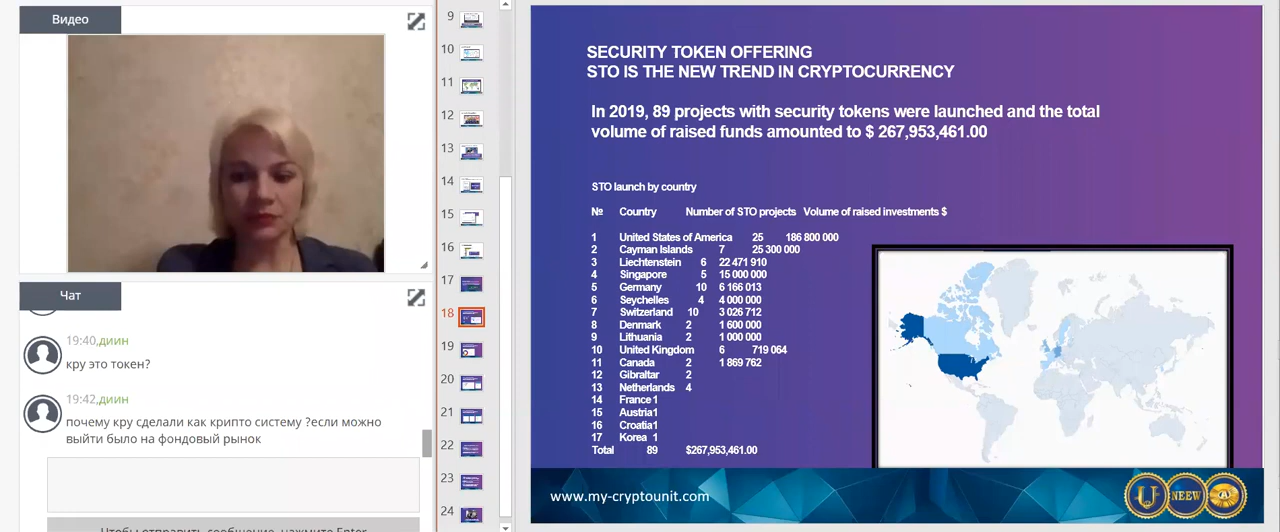 Видео
Чат
19:40,диин
кру это токен?
19:42,диин
почему кру сделали как крипто систему ?если можно
выйти было на фондовый рынок
Чтобы отправить сообщение, нажмите Enter
9
10
11
12
13
14
15
16
17
18
19
20
21
22
23
24
SECURITY TOKEN OFFERING
STO IS THE NEW TREND IN CRYPTOCURRENCY
In 2019, 89 projects with security tokens were launched and the total
volume of raised funds amounted to $ 267,953,461.00
STO launch by country
№ Country Number of STO projects Volume of raised investments $
1 United States of America 25 186 800 000
2 Cayman Islands 7 25 300 000
3 Liechtenstein 6 22 471 910
4 Singapore 5 15 000 000
5 Germany 10 6 166 013
6 Seychelles 4 4 000 000
7 Switzerland 10 3 026 712
8 Denmark 2 1 600 000
9 Lithuania 2 1 000 000
10 United Kingdom 6 719 064
11 Canada 2 1 869 762
12 Gibraltar 2
13 Netherlands 4
14 France 1
15 Austria 1
16 Croatia 1
17 Korea 1
Total 89 $267,953,461.00
www.my-cryptounit.com
U
NEEW
A